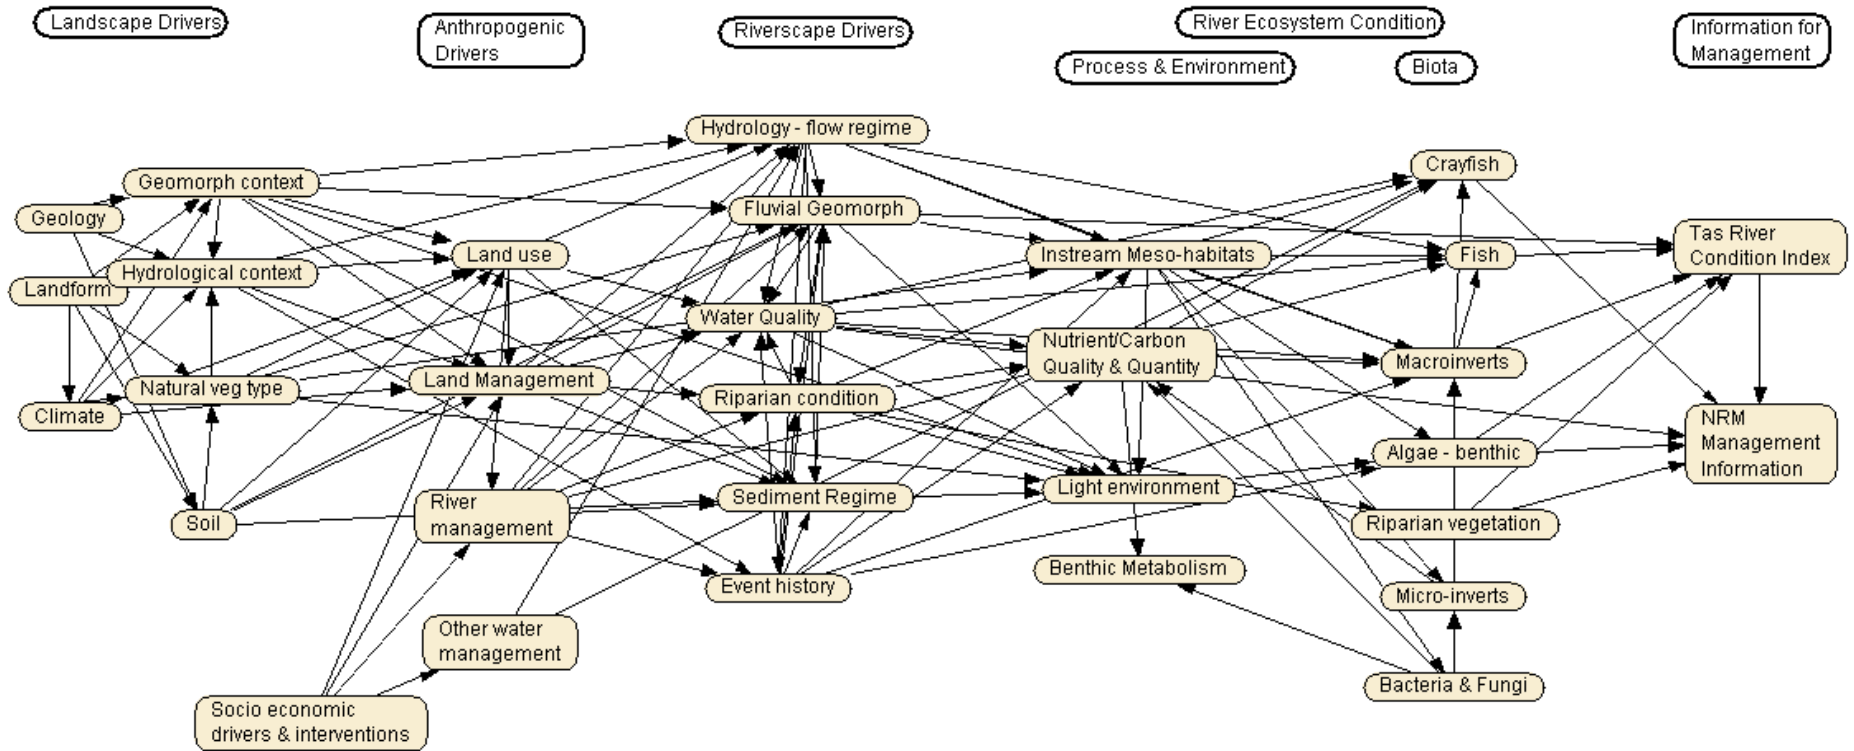 Landscape Drivers
Anthropogenic
Drivers
Riverscape Drivers
River Ecosystem Condition
Process & Environment
Biota
Information for
Management
Hydrology - flow regime
Geomorph context
Geology
Hydrological context
Landform
Natural veg type
Climate
Soil
Land use
Land Management
River
management
Other water
management
Socio economic
drivers & interventions
Fluvial Geomorph
Water Quality
Riparian condition
Sediment Regime
Event history
Instream Meso-habitats
Nutrient/Carbon
Quality & Quantity
Light environment
Benthic Metabolism
Crayfish
Fish
Macroinverts
Algae - benthic
Riparian vegetation
Micro-inverts
Bacteria & Fungi
Tas River
Condition Index
NRM
Management
Information